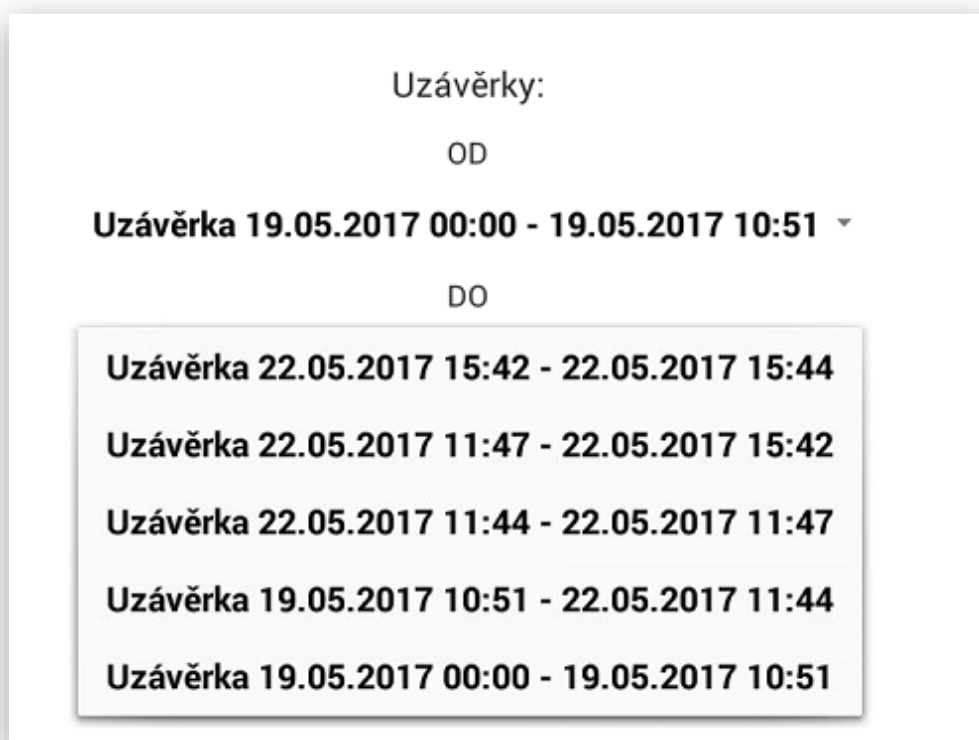 Uzávěrky:
OD
Uzávěrka 19.05.2017 00:00 - 19.05.2017 10:51
DO
Uzávěrka 22.05.2017 15:42 - 22.05.2017 15:44
Uzávěrka 22.05.2017 11:47 - 22.05.2017 15:42
Uzávěrka 22.05.2017 11:44 - 22.05.2017 11:47
Uzávěrka 19.05.2017 10:51 - 22.05.2017 11:44
Uzávěrka 19.05.2017 00:00 - 19.05.2017 10:51